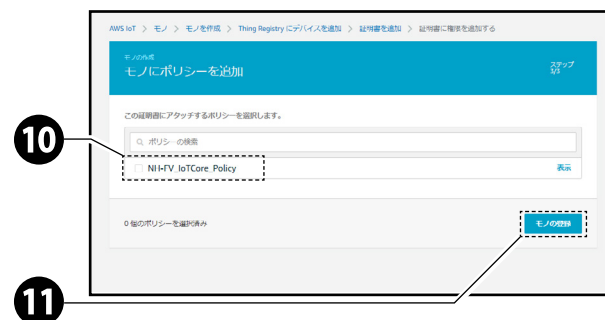 AWS IoT > モノ > モノを作成 > Thing Registry にデバイスを追加 > 証明書を追加 > 証明書に権限を追加する
モノの作成
モノにポリシーを追加
ステップ
3/3
この証明書にアタッチするポリシーを選択します。
ポリシーの検索
10
NH-FV_IoTCore_Policy
表示
0 個のポリシーを選択済み
モノの登録
11